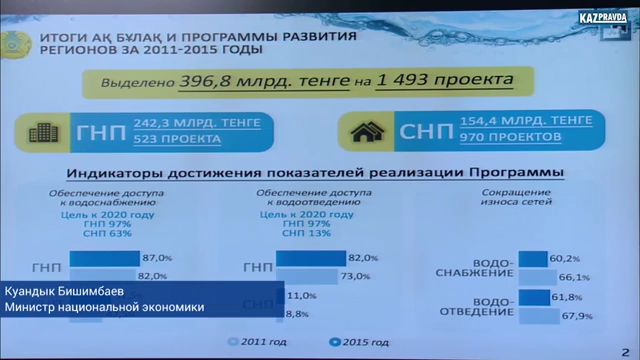 KAZPRAVDA
ИТОГИ АҚ БҰЛАҚ И ПРОГРАММЫ РАЗВИТИЯ
РЕГИОНОВ ЗА 2011-2015 ГОДЫ
Выделено 396,8 млрд. тенге на 1 493 проекта
ГНП
242,3 МЛРД. ТЕНГЕ
523 ПРОЕКТА
СНП
154,4 МЛРД. ТЕНГЕ
970 ПРОЕКТОВ
Индикаторы достижения показателей реализации Программы
Обеспечение доступа
к водоснабжению
Цель к 2020 году
ГНП 97%
СНП 63%
ГНП
87,0%
82,0%
Обеспечение доступа
к водоотведению
Цель к 2020 году
ГНП 97%
СНП 13%
ГНП
82,0%
73,0%
11,0%
8,8%
Сокращение
износа сетей
ВОДО-
СНАБЖЕНИЕ
60,2%
66,1%
ВОДО-
ОТВЕДЕНИЕ
61,8%
67,9%
2011 год
2015 год
2
Куандык Бишимбаев
Министр национальной экономики